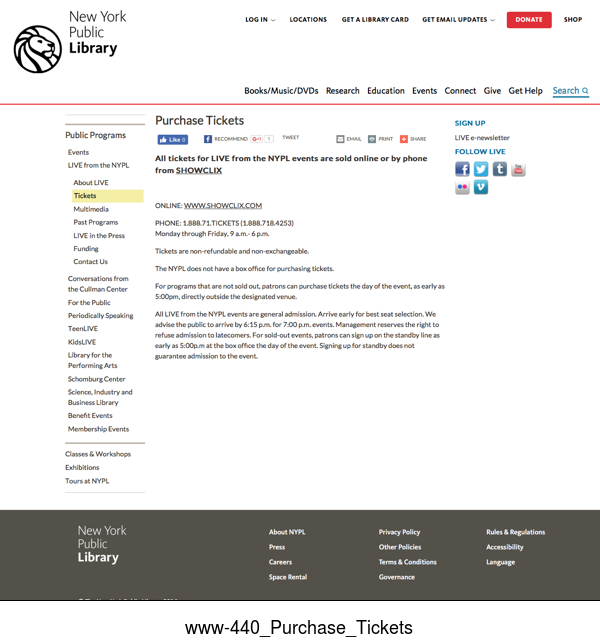 New York
Public
Library
LOG IN
LOCATIONS
GET A LIBRARY CARD
GET EMAIL UPDATES
DONATE
SHOP
Books/Music/DVDs
Research
Education
Events
Connect
Give
Get Help
Search
Public Programs
Events
LIVE from the NYPL
About LIVE
Tickets
Multimedia
Past Programs
LIVE in the Press
Funding
Contact Us
Conversations from
the Cullman Center
For the Public
Periodically Speaking
TeenLIVE
KidsLIVE
Library for the
Performing Arts
Schomburg Center
Science, Industry and
Business Library
Benefit Events
Membership Events
Classes & Workshops
Exhibitions
Tours at NYPL
Purchase Tickets
Like 0
RECOMMEND
G+1
TWEET
EMAIL
PRINT
SHARE
All tickets for LIVE from the NYPL events are sold online or by phone
from SHOWCLIX
ONLINE: WWW.SHOWCLIX.COM
PHONE: 1.888.71.TICKETS (1.888.718.4253)
Monday through Friday, 9 a.m.- 6 p.m.
Tickets are non-refundable and non-exchangeable.
The NYPL does not have a box office for purchasing tickets.
For programs that are not sold out, patrons can purchase tickets the day of the event, as early as
5:00pm, directly outside the designated venue.
All LIVE from the NYPL events are general admission. Arrive early for best seat selection. We
advise the public to arrive by 6:15 p.m. for 7:00 p.m. events. Management reserves the right to
refuse admission to latecomers. For sold-out events, patrons can sign up on the standby line as
early as 5:00p.m at the box office the day of the event. Signing up for standby does not
guarantee admission to the event.
SIGN UP
LIVE e-newsletter
FOLLOW LIVE
New York
Public
Library
About NYPL
Press
Careers
Space Rental
Privacy Policy
Other Policies
Terms & Conditions
Governance
Rules & Regulations
Accessibility
Language
www-440_Purchase_Tickets